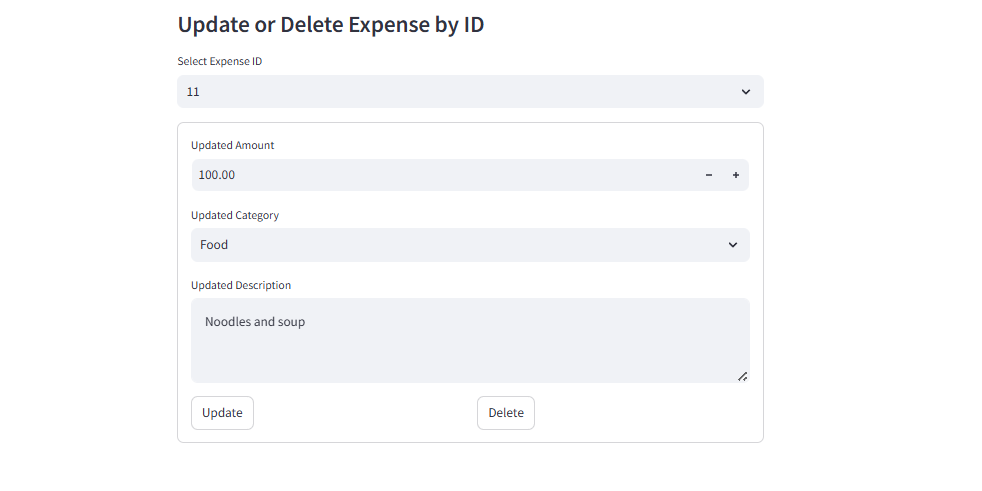 Update or Delete Expense by ID
Select Expense ID
11
Updated Amount
100.00
Updated Category
Food
Updated Description
Noodles and soup
Update Delete